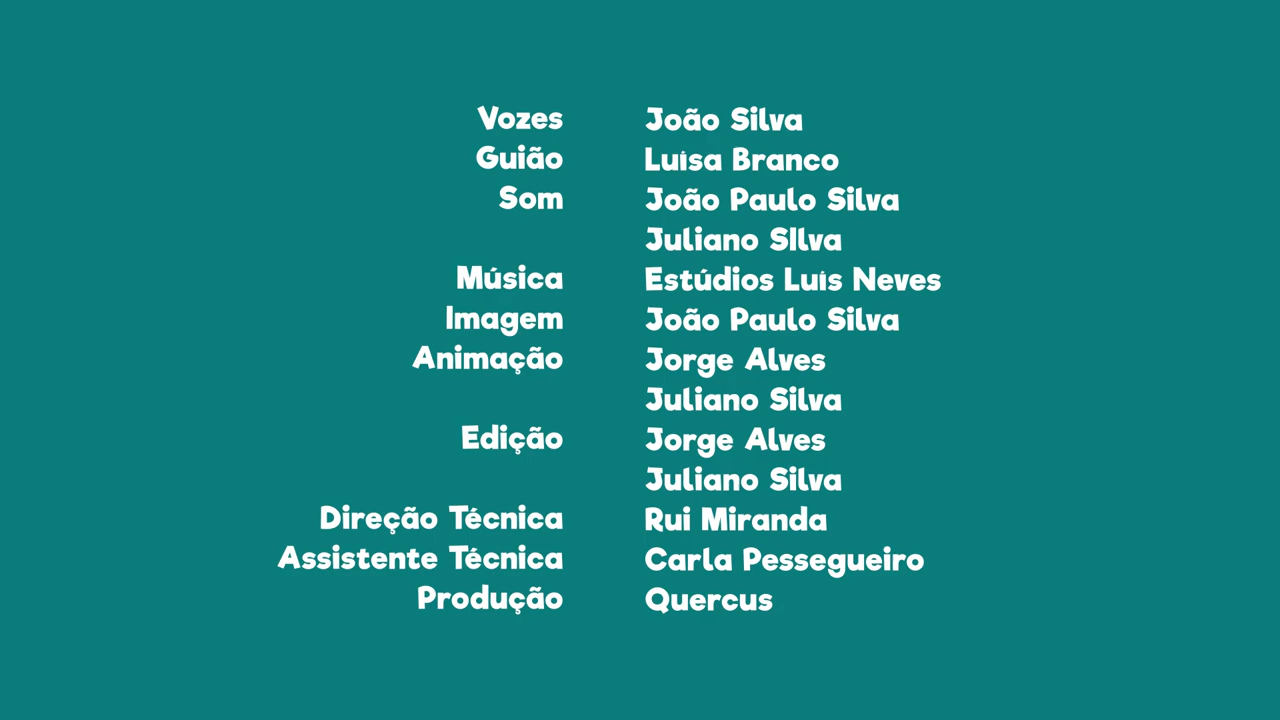 Vozes João Silva
Guião Luísa Branco
Som João Paulo Silva
Juliano SIlva
Música Estúdios Luís Neves
Imagem João Paulo Silva
Animação Jorge Alves
Juliano Silva
Edição Jorge Alves
Juliano Silva
Direção Técnica Rui Miranda
Assistente Técnica Carla Pessegueiro
Produção Quercus